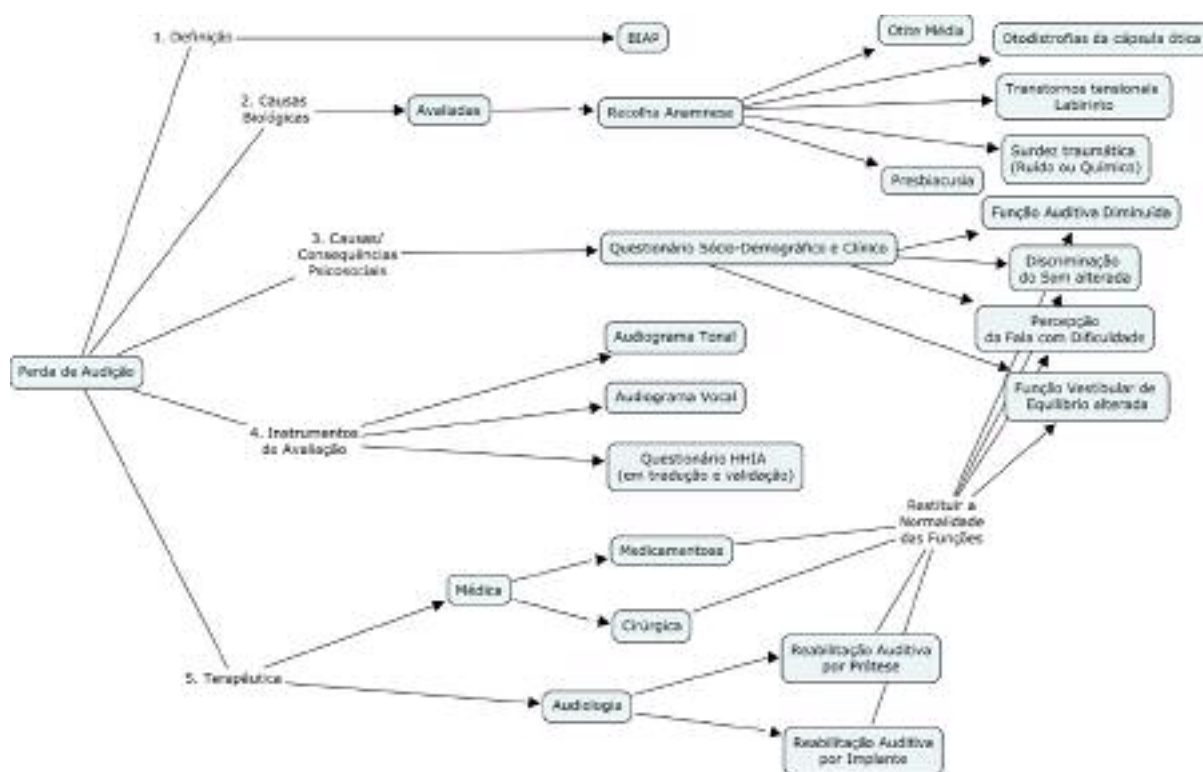 1. Definição
BIAP
Otite Média
Otodistrofias da cápsula ótica
2. Causas
Biológicas
Avaliadas
Recolha Anamnese
Transtornos tensionais
Labirinto
Surdez traumática
(Ruído ou Químico)
Presbiacusia
3. Causas/
Consequências
Psicosociais
Questionário Sócio-Demográfico e Clínico
Função Auditiva Diminuída
Discriminação
do Som alterada
Percepção
da Fala com Dificuldade
Função Vestibular de
Equilíbrio alterada
Perda de Audição
4. Instrumentos
de Avaliação
Audiograma Tonal
Audiograma Vocal
Questionário HHIA
(em tradução e validação)
Restituir a
Normalidade
das Funções
5. Terapêutica
Médica
Medicamentosa
Cirúrgica
Audiologia
Reabilitação Auditiva
por Prótese
Reabilitação Auditiva
por Implante